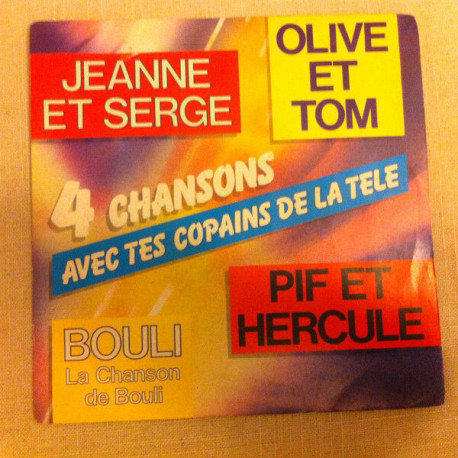 JEANNE
ET SERGE
OLIVE
ET
TOM
4 CHANSONS
AVEC TES COPAINS DE LA TELE
PIF ET
HERCULE
BOULI
La Chanson
de Bouli